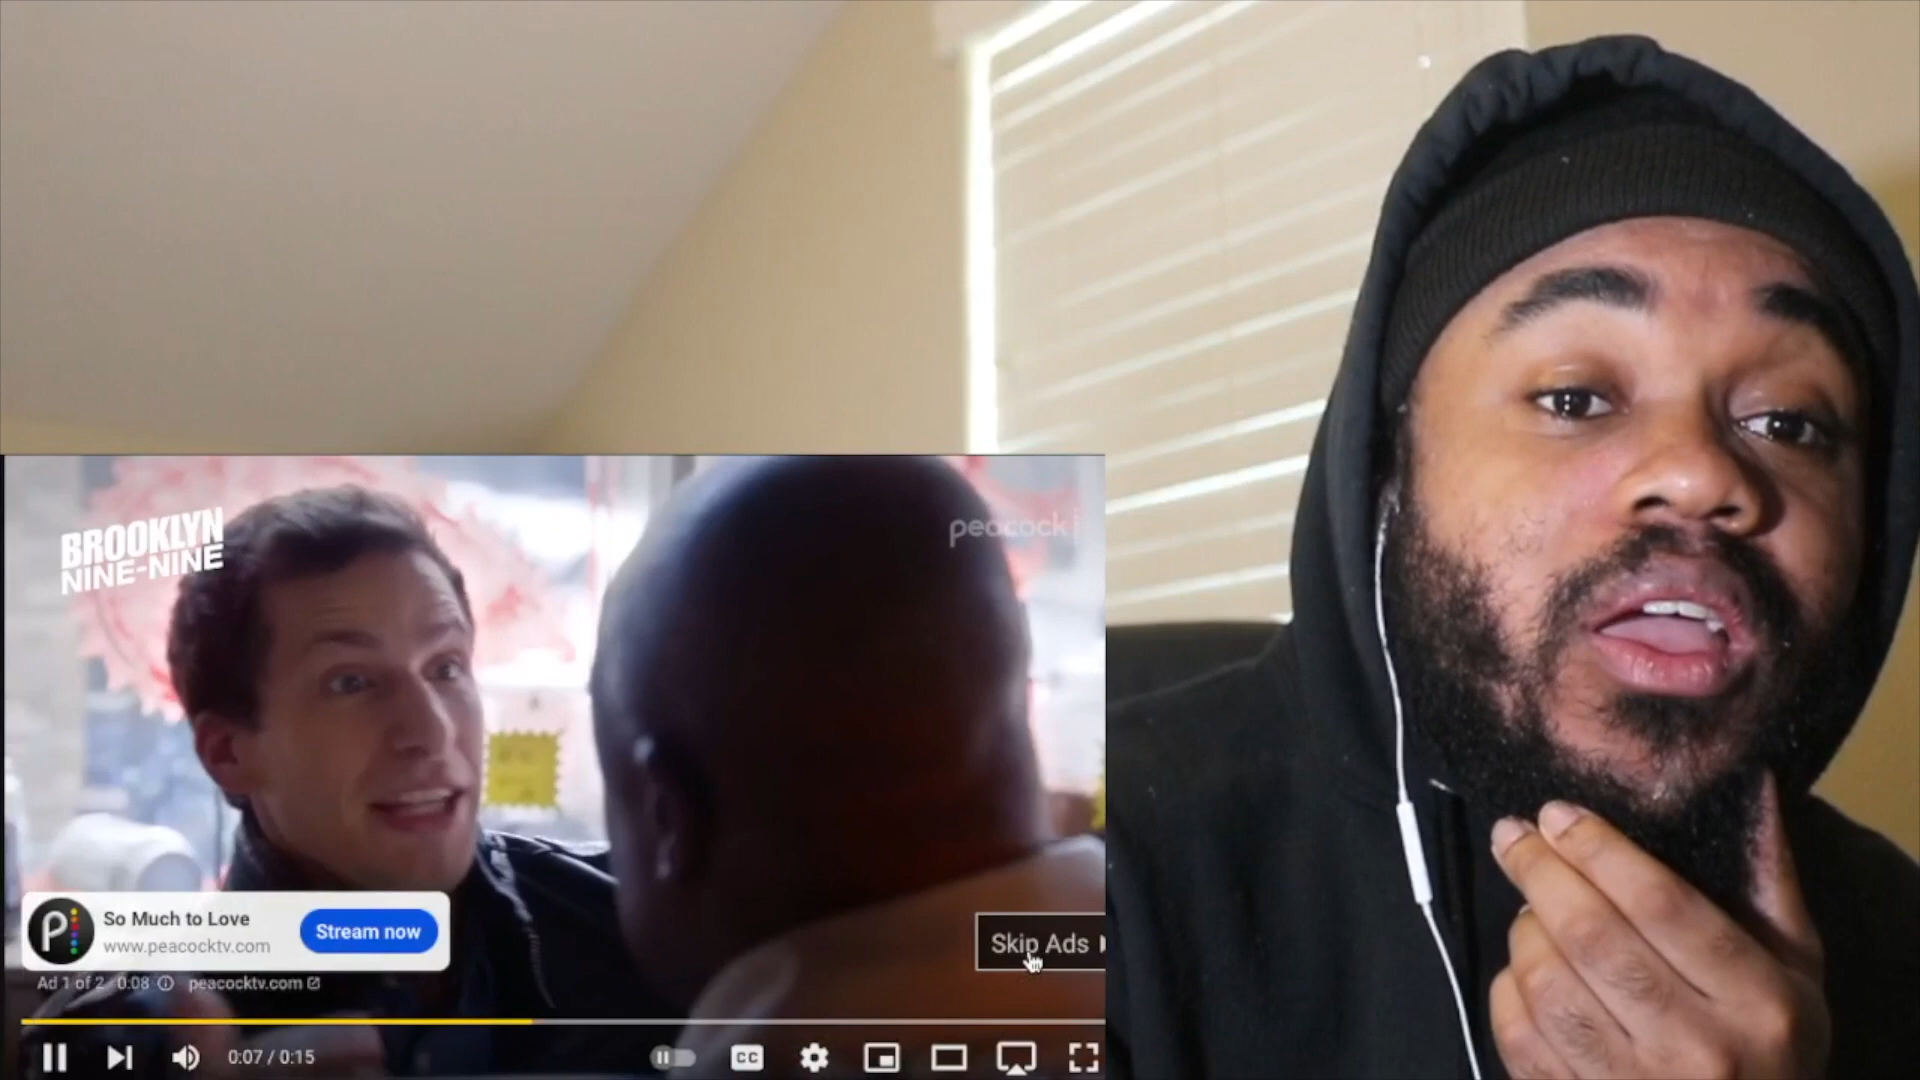 BROOKLYN
NINE-NINE
peacock
So Much to Love
www.peacocktv.com
Stream now
Skip Ads
Ad 1 of 2 · 0:08
peacocktv.com
0:07 / 0:15
CC